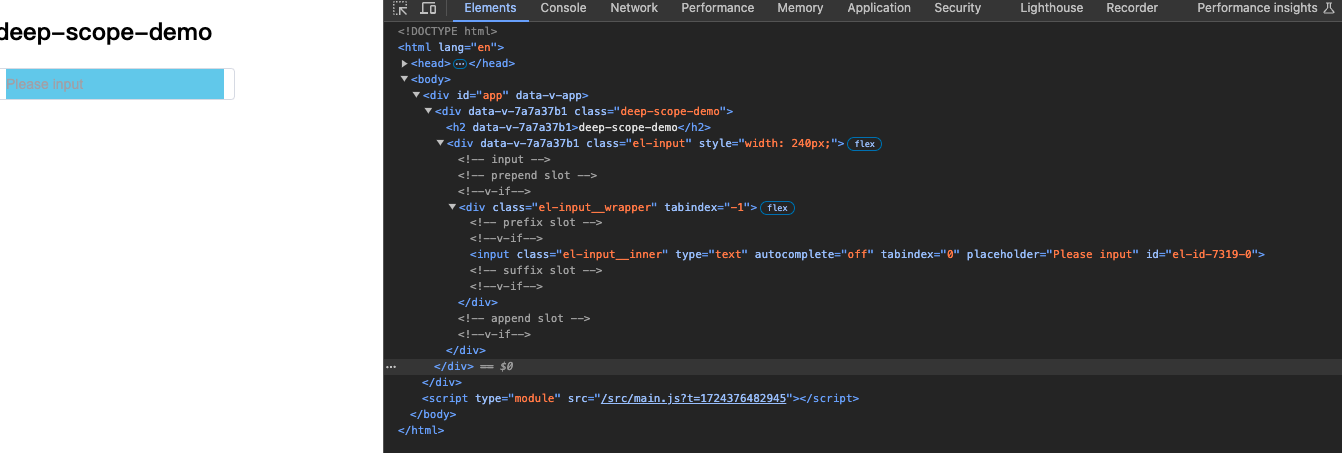 deep-scope-demo
Please input
Elements Console Network Performance Memory Application Security Lighthouse Recorder Performance insights
<!DOCTYPE html>
<html lang="en">
<head> … </head>
<body>
<div id="app" data-v-app>
<div data-v-7a7a37b1 class="deep-scope-demo">
<h2 data-v-7a7a37b1>deep-scope-demo</h2>
<div data-v-7a7a37b1 class="el-input" style="width: 240px;"> flex
<!-- input -->
<!-- prepend slot -->
<!--v-if-->
<div class="el-input__wrapper" tabindex="-1"> flex
<!-- prefix slot -->
<!--v-if-->
<input class="el-input__inner" type="text" autocomplete="off" tabindex="0" placeholder="Please input" id="el-id-7319-0">
<!-- suffix slot -->
<!--v-if-->
</div>
<!-- append slot -->
<!--v-if-->
</div>
… </div> == $0
</div>
<script type="module" src="/src/main.js?t=1724376482945"></script>
</body>
</html>